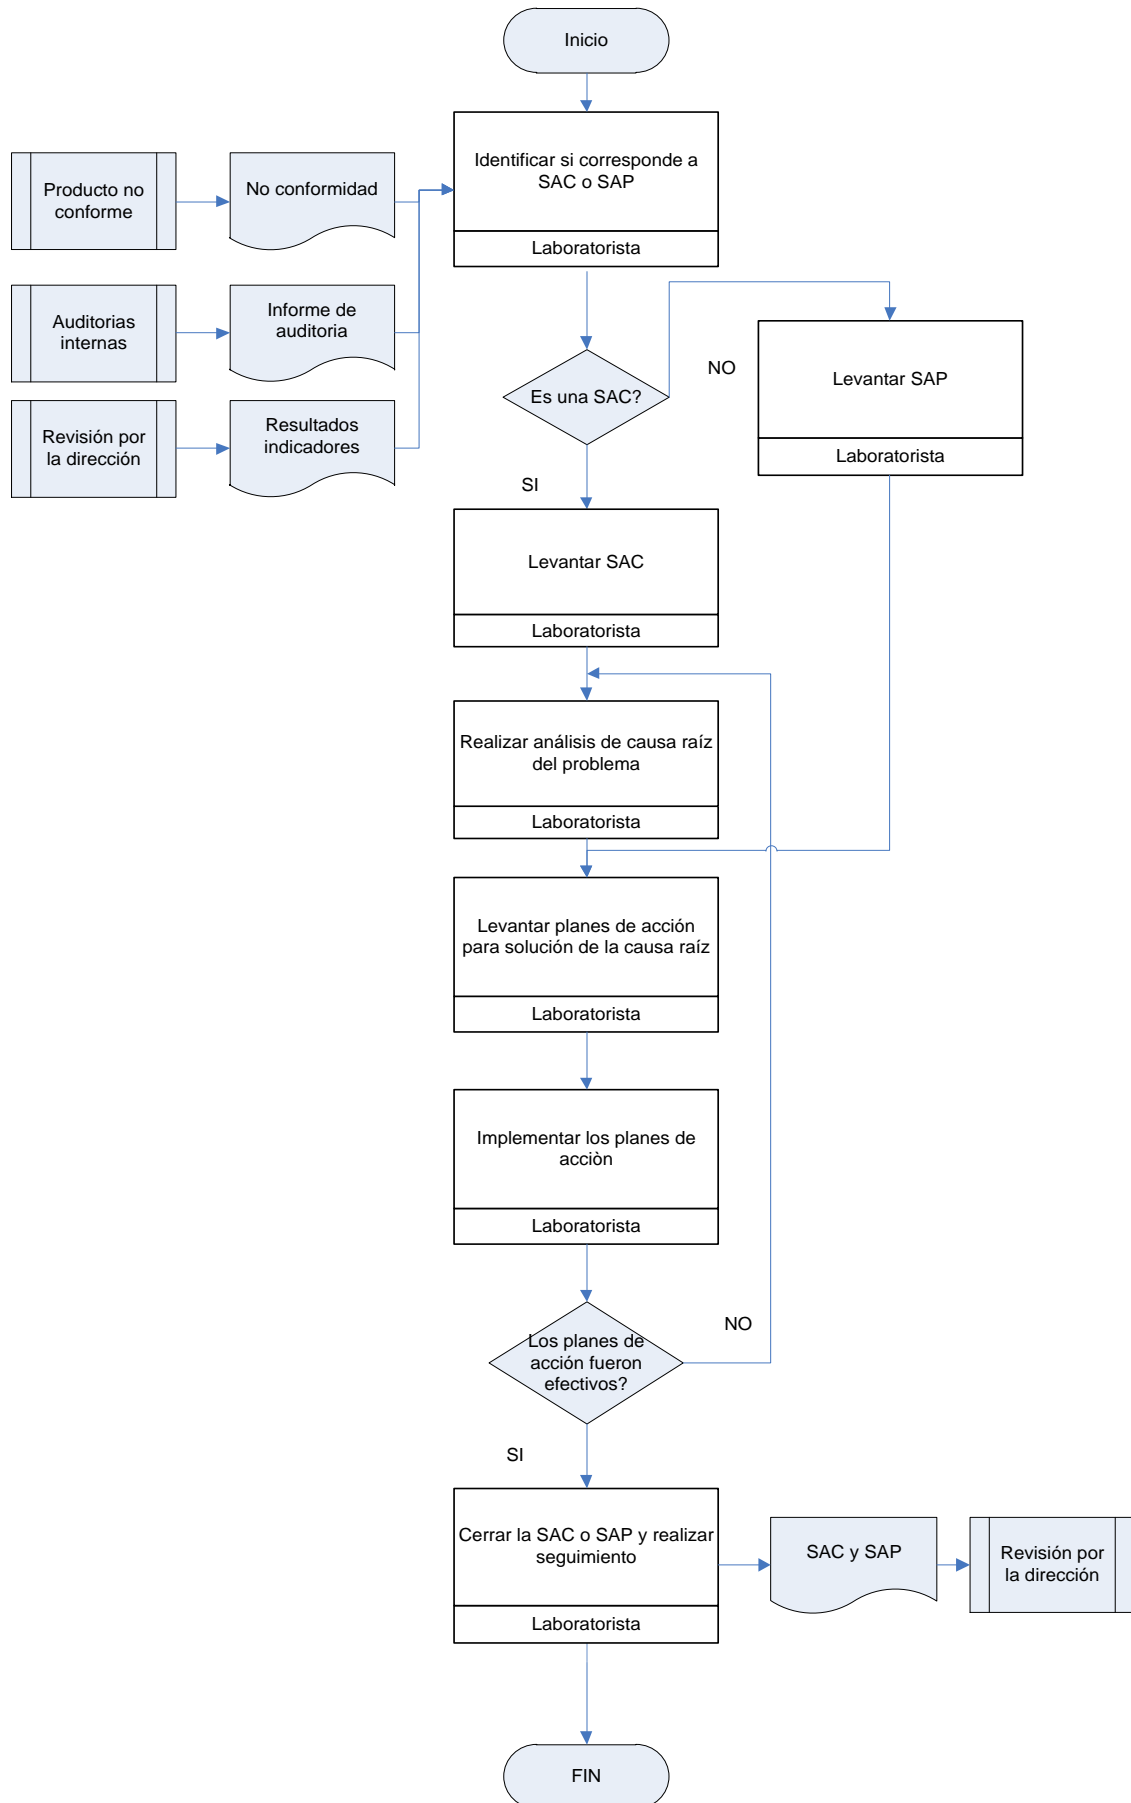 Inicio
Identificar si corresponde a
SAC o SAP
Laboratorista
Producto no
conforme
No conformidad
Auditorias
internas
Informe de
auditoria
Revisión por
la dirección
Resultados
indicadores
Es una SAC?
NO
Levantar SAP
Laboratorista
SI
Levantar SAC
Laboratorista
Realizar análisis de causa raíz
del problema
Laboratorista
Levantar planes de acción
para solución de la causa raíz
Laboratorista
Implementar los planes de
acciòn
Laboratorista
Los planes de
acción fueron
efectivos?
NO
SI
Cerrar la SAC o SAP y realizar
seguimiento
Laboratorista
SAC y SAP
Revisión por
la dirección
FIN